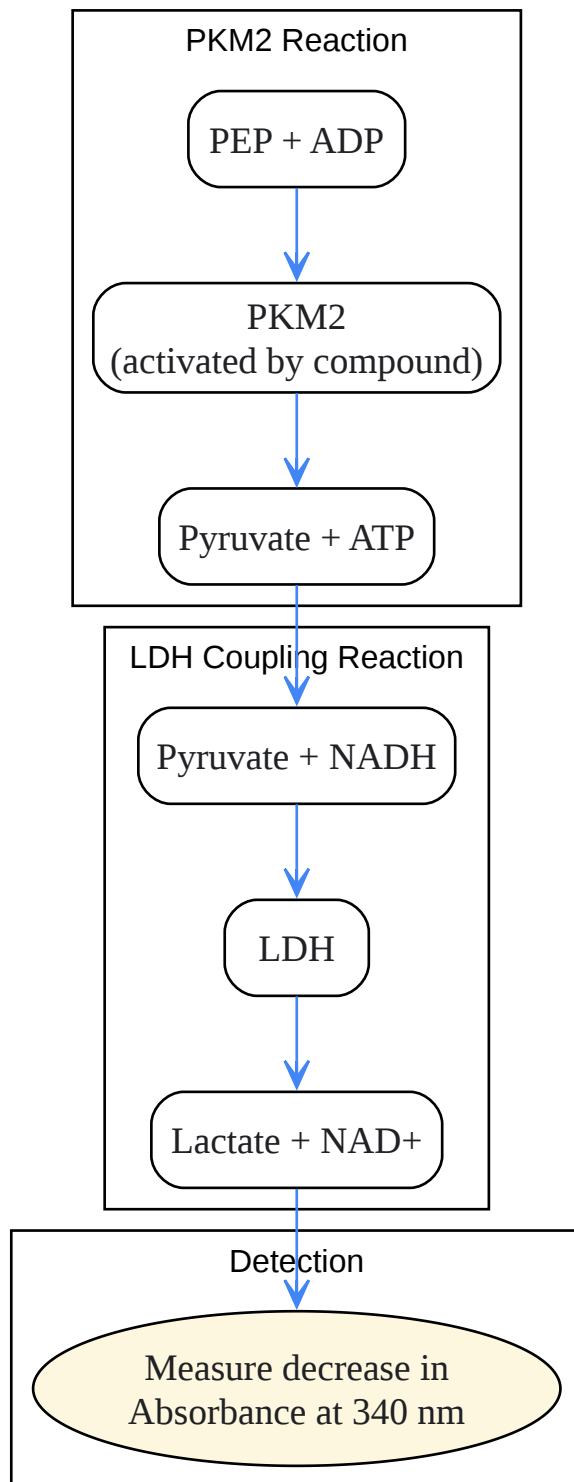 PKM2 Reaction
PEP + ADP
PKM2
(activated by compound)
Pyruvate + ATP
LDH Coupling Reaction
Pyruvate + NADH
LDH
Lactate + NAD+
Detection
Measure decrease in
Absorbance at 340 nm